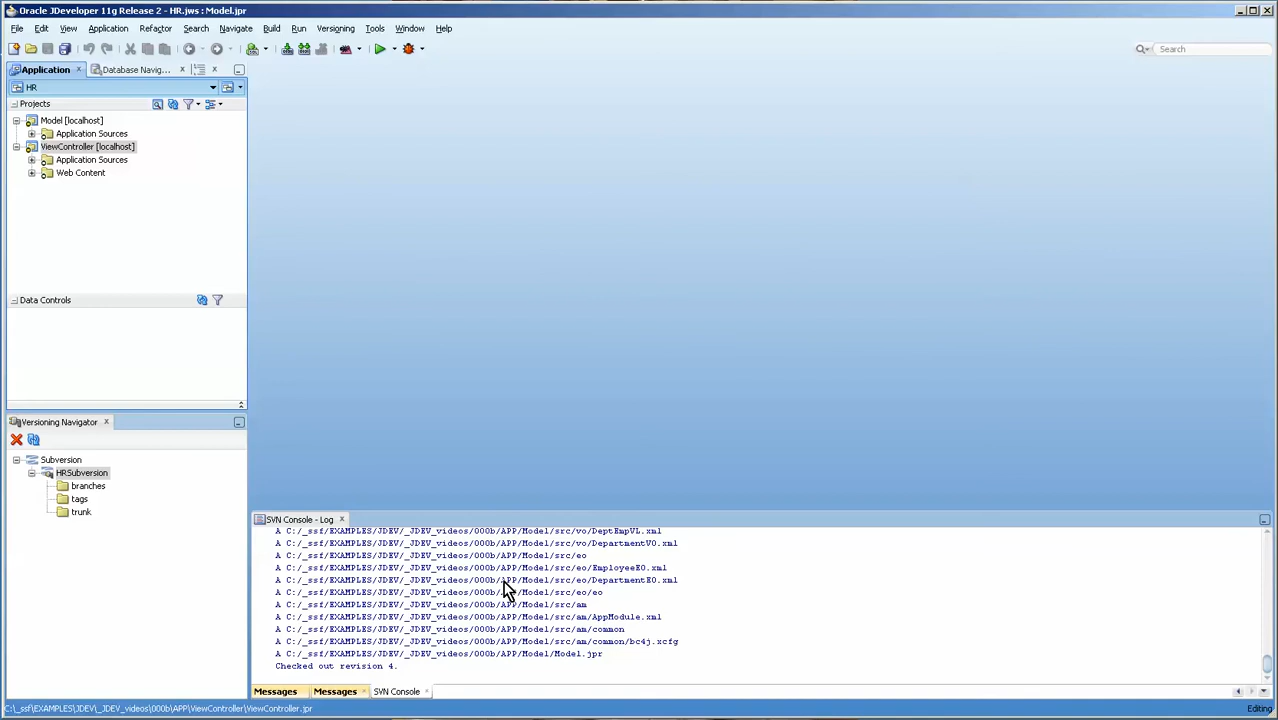 Oracle JDeveloper 11g Release 2 - HR.jws : Model.jpr
File Edit View Application Refactor Search Navigate Build Run Versioning Tools Window Help
Search
Application
Database Navig...
HR
Projects
Model [localhost]
Application Sources
ViewController [localhost]
Application Sources
Web Content
Data Controls
Versioning Navigator
Subversion
HRSubversion
branches
tags
trunk
SVN Console - Log
A C:/_ssf/EXAMPLES/JDEV/_JDEV_videos/000b/APP/Model/src/vo/DeptEmpVL.xml
A C:/_ssf/EXAMPLES/JDEV/_JDEV_videos/000b/APP/Model/src/vo/DepartmentVO.xml
A C:/_ssf/EXAMPLES/JDEV/_JDEV_videos/000b/APP/Model/src/eo
A C:/_ssf/EXAMPLES/JDEV/_JDEV_videos/000b/APP/Model/src/eo/EmployeeEO.xml
A C:/_ssf/EXAMPLES/JDEV/_JDEV_videos/000b/APP/Model/src/eo/DepartmentEO.xml
A C:/_ssf/EXAMPLES/JDEV/_JDEV_videos/000b/APP/Model/src/eo/eo
A C:/_ssf/EXAMPLES/JDEV/_JDEV_videos/000b/APP/Model/src/am
A C:/_ssf/EXAMPLES/JDEV/_JDEV_videos/000b/APP/Model/src/am/AppModule.xml
A C:/_ssf/EXAMPLES/JDEV/_JDEV_videos/000b/APP/Model/src/am/common
A C:/_ssf/EXAMPLES/JDEV/_JDEV_videos/000b/APP/Model/src/am/common/bc4j.xcfg
A C:/_ssf/EXAMPLES/JDEV/_JDEV_videos/000b/APP/Model/Model.jpr
Checked out revision 4.
Messages Messages SVN Console
C:\_ssf\EXAMPLES\JDEV\_JDEV_videos\000b\APP\ViewController\ViewController.jpr
Editing